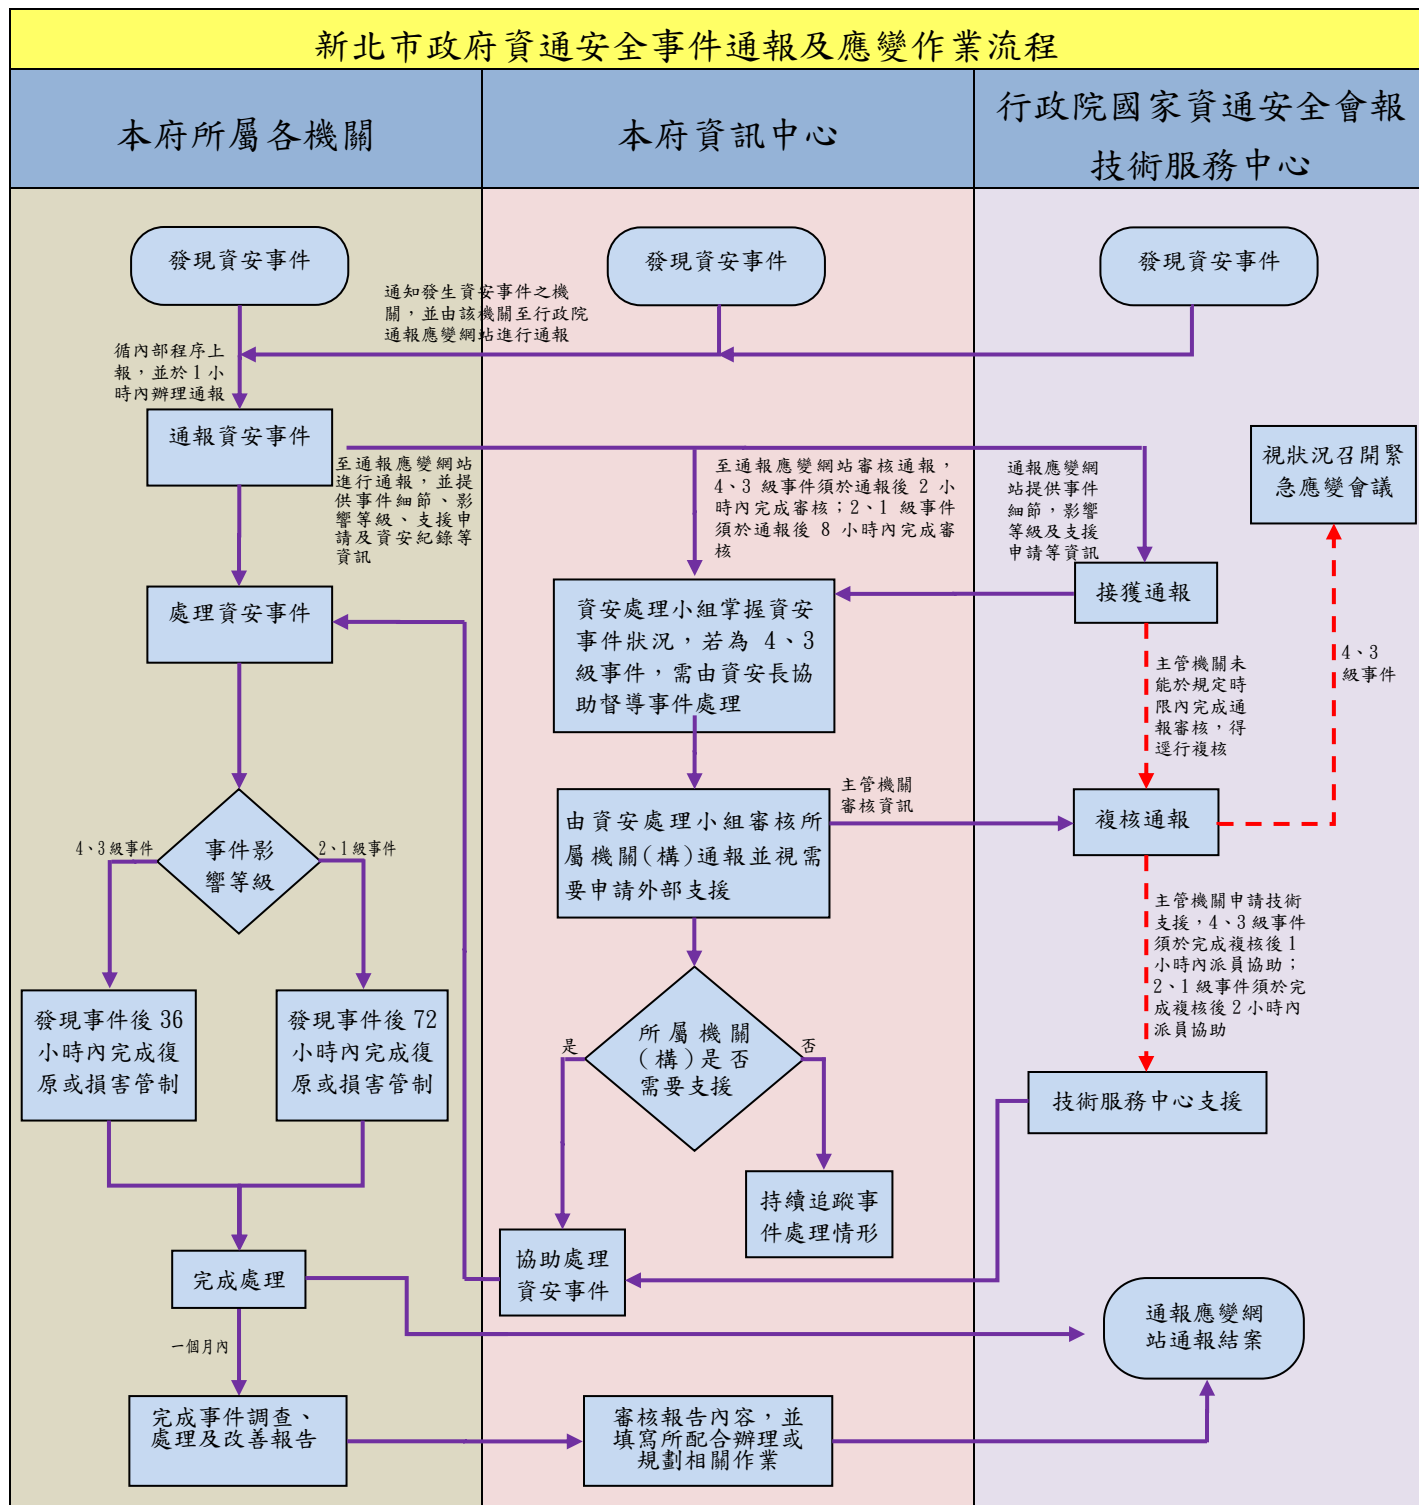 新北市政府資通安全事件通報及應變作業流程
本府所屬各機關
本府資訊中心
行政院國家資通安全會報
技術服務中心
發現資安事件
發現資安事件
發現資安事件
通知發生資安事件之機
關，並由該機關至行政院
通報應變網站進行通報
循內部程序上
報，並於1小
時內辦理通報
通報資安事件
至通報應變網站
進行通報，並提
供事件細節、影
響等級、支援申
請及資安紀錄等
資訊
至通報應變網站審核通報，
4、3 級事件須於通報後 2 小
時內完成審核；2、1 級事件
須於通報後 8 小時內完成審
核
通報應變網
站提供事件
細節，影響
等級及支援
申請等資訊
視狀況召開緊
急應變會議
處理資安事件
資安處理小組掌握資安
事件狀況，若為 4、3
級事件，需由資安長協
助督導事件處理
接獲通報
主管機關未
能於規定時
限內完成通
報審核，得
逕行複核
4、3
級事件
主管機關
審核資訊
由資安處理小組審核所
屬機關(構)通報並視需
要申請外部支援
複核通報
4、3級事件
事件影
響等級
2、1級事件
主管機關申請技術
支援，4、3 級事件
須於完成複核後 1
小時內派員協助；
2、1 級事件須於完
成複核後 2 小時內
派員協助
發現事件後 36
小時內完成復
原或損害管制
發現事件後 72
小時內完成復
原或損害管制
是
所屬機關
(構)是否
需要支援
否
技術服務中心支援
持續追蹤事
件處理情形
協助處理
資安事件
完成處理
一個月內
通報應變網
站通報結案
完成事件調查、
處理及改善報告
審核報告內容，並
填寫所配合辦理或
規劃相關作業